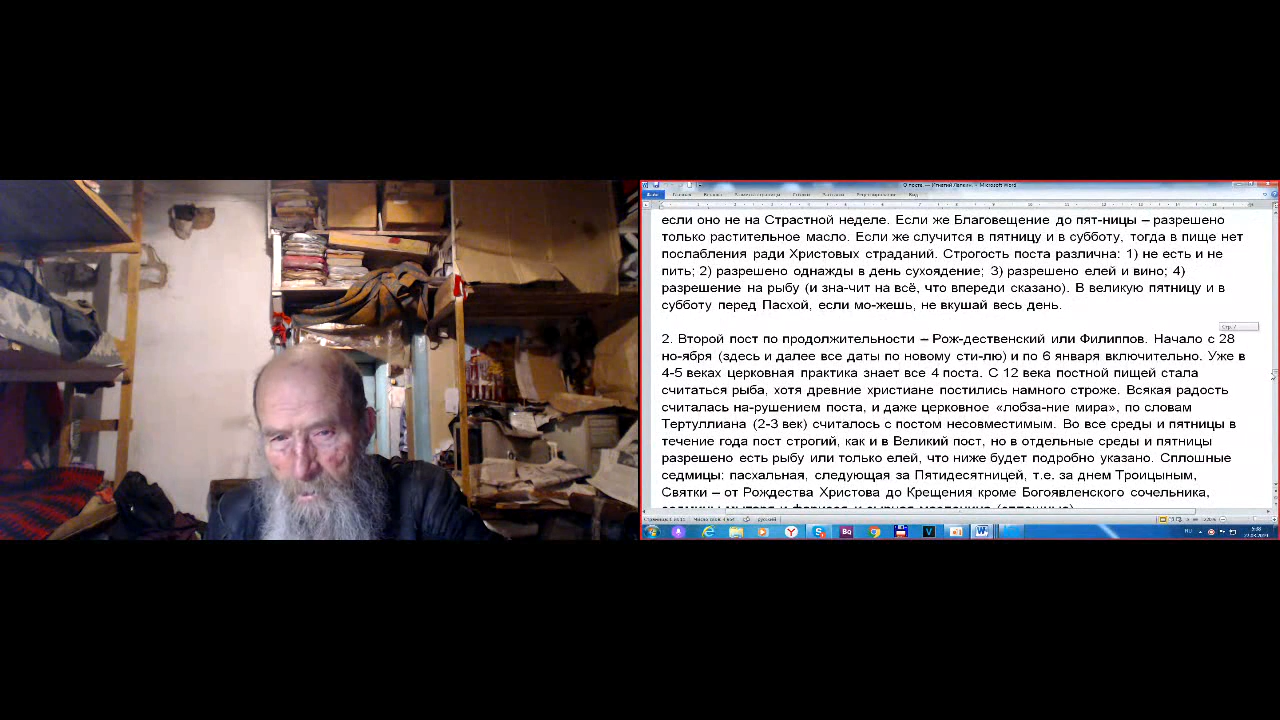 О посте — Игнатий Лапкин. - Microsoft Word
если оно не на Страстной неделе. Если же Благовещение до пят-ницы – разрешено
только растительное масло. Если же случится в пятницу и в субботу, тогда в пище нет
послабления ради Христовых страданий. Строгость поста различна: 1) не есть и не
пить; 2) разрешено однажды в день сухоядение; 3) разрешено елей и вино; 4)
разрешение на рыбу (и зна-чит на всё, что впереди сказано). В великую пятницу и в
субботу перед Пасхой, если мо-жешь, не вкушай весь день.
2. Второй пост по продолжительности – Рож-дественский или Филиппов. Начало с 28
но-ября (здесь и далее все даты по новому сти-лю) и по 6 января включительно. Уже в
4-5 веках церковная практика знает все 4 поста. С 12 века постной пищей стала
считаться рыба, хотя древние христиане постились намного строже. Всякая радость
считалась на-рушением поста, и даже церковное «лобза-ние мира», по словам
Тертуллиана (2-3 век) считалось с постом несовместимым. Во все среды и пятницы в
течение года пост строгий, как и в Великий пост, но в отдельные среды и пятницы
разрешено есть рыбу или только елей, что ниже будет подробно указано. Сплошные
седмицы: пасхальная, следующая за Пятидесятницей, т.е. за днем Троицыным,
Святки – от Рождества Христова до Крещения кроме Богоявленского сочельника,